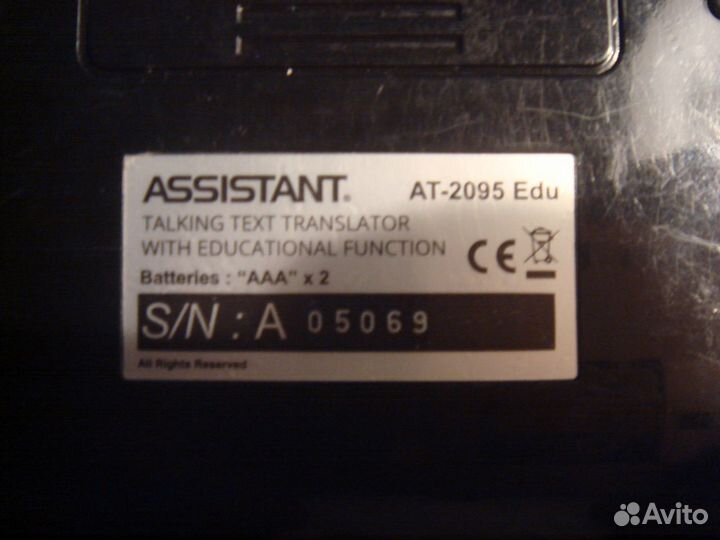 ASSISTANT. AT-2095 Edu
TALKING TEXT TRANSLATOR
WITH EDUCATIONAL FUNCTION CE
Batteries : "AAA" x 2
S/N : A 05069
All Rights Reserved
Avito